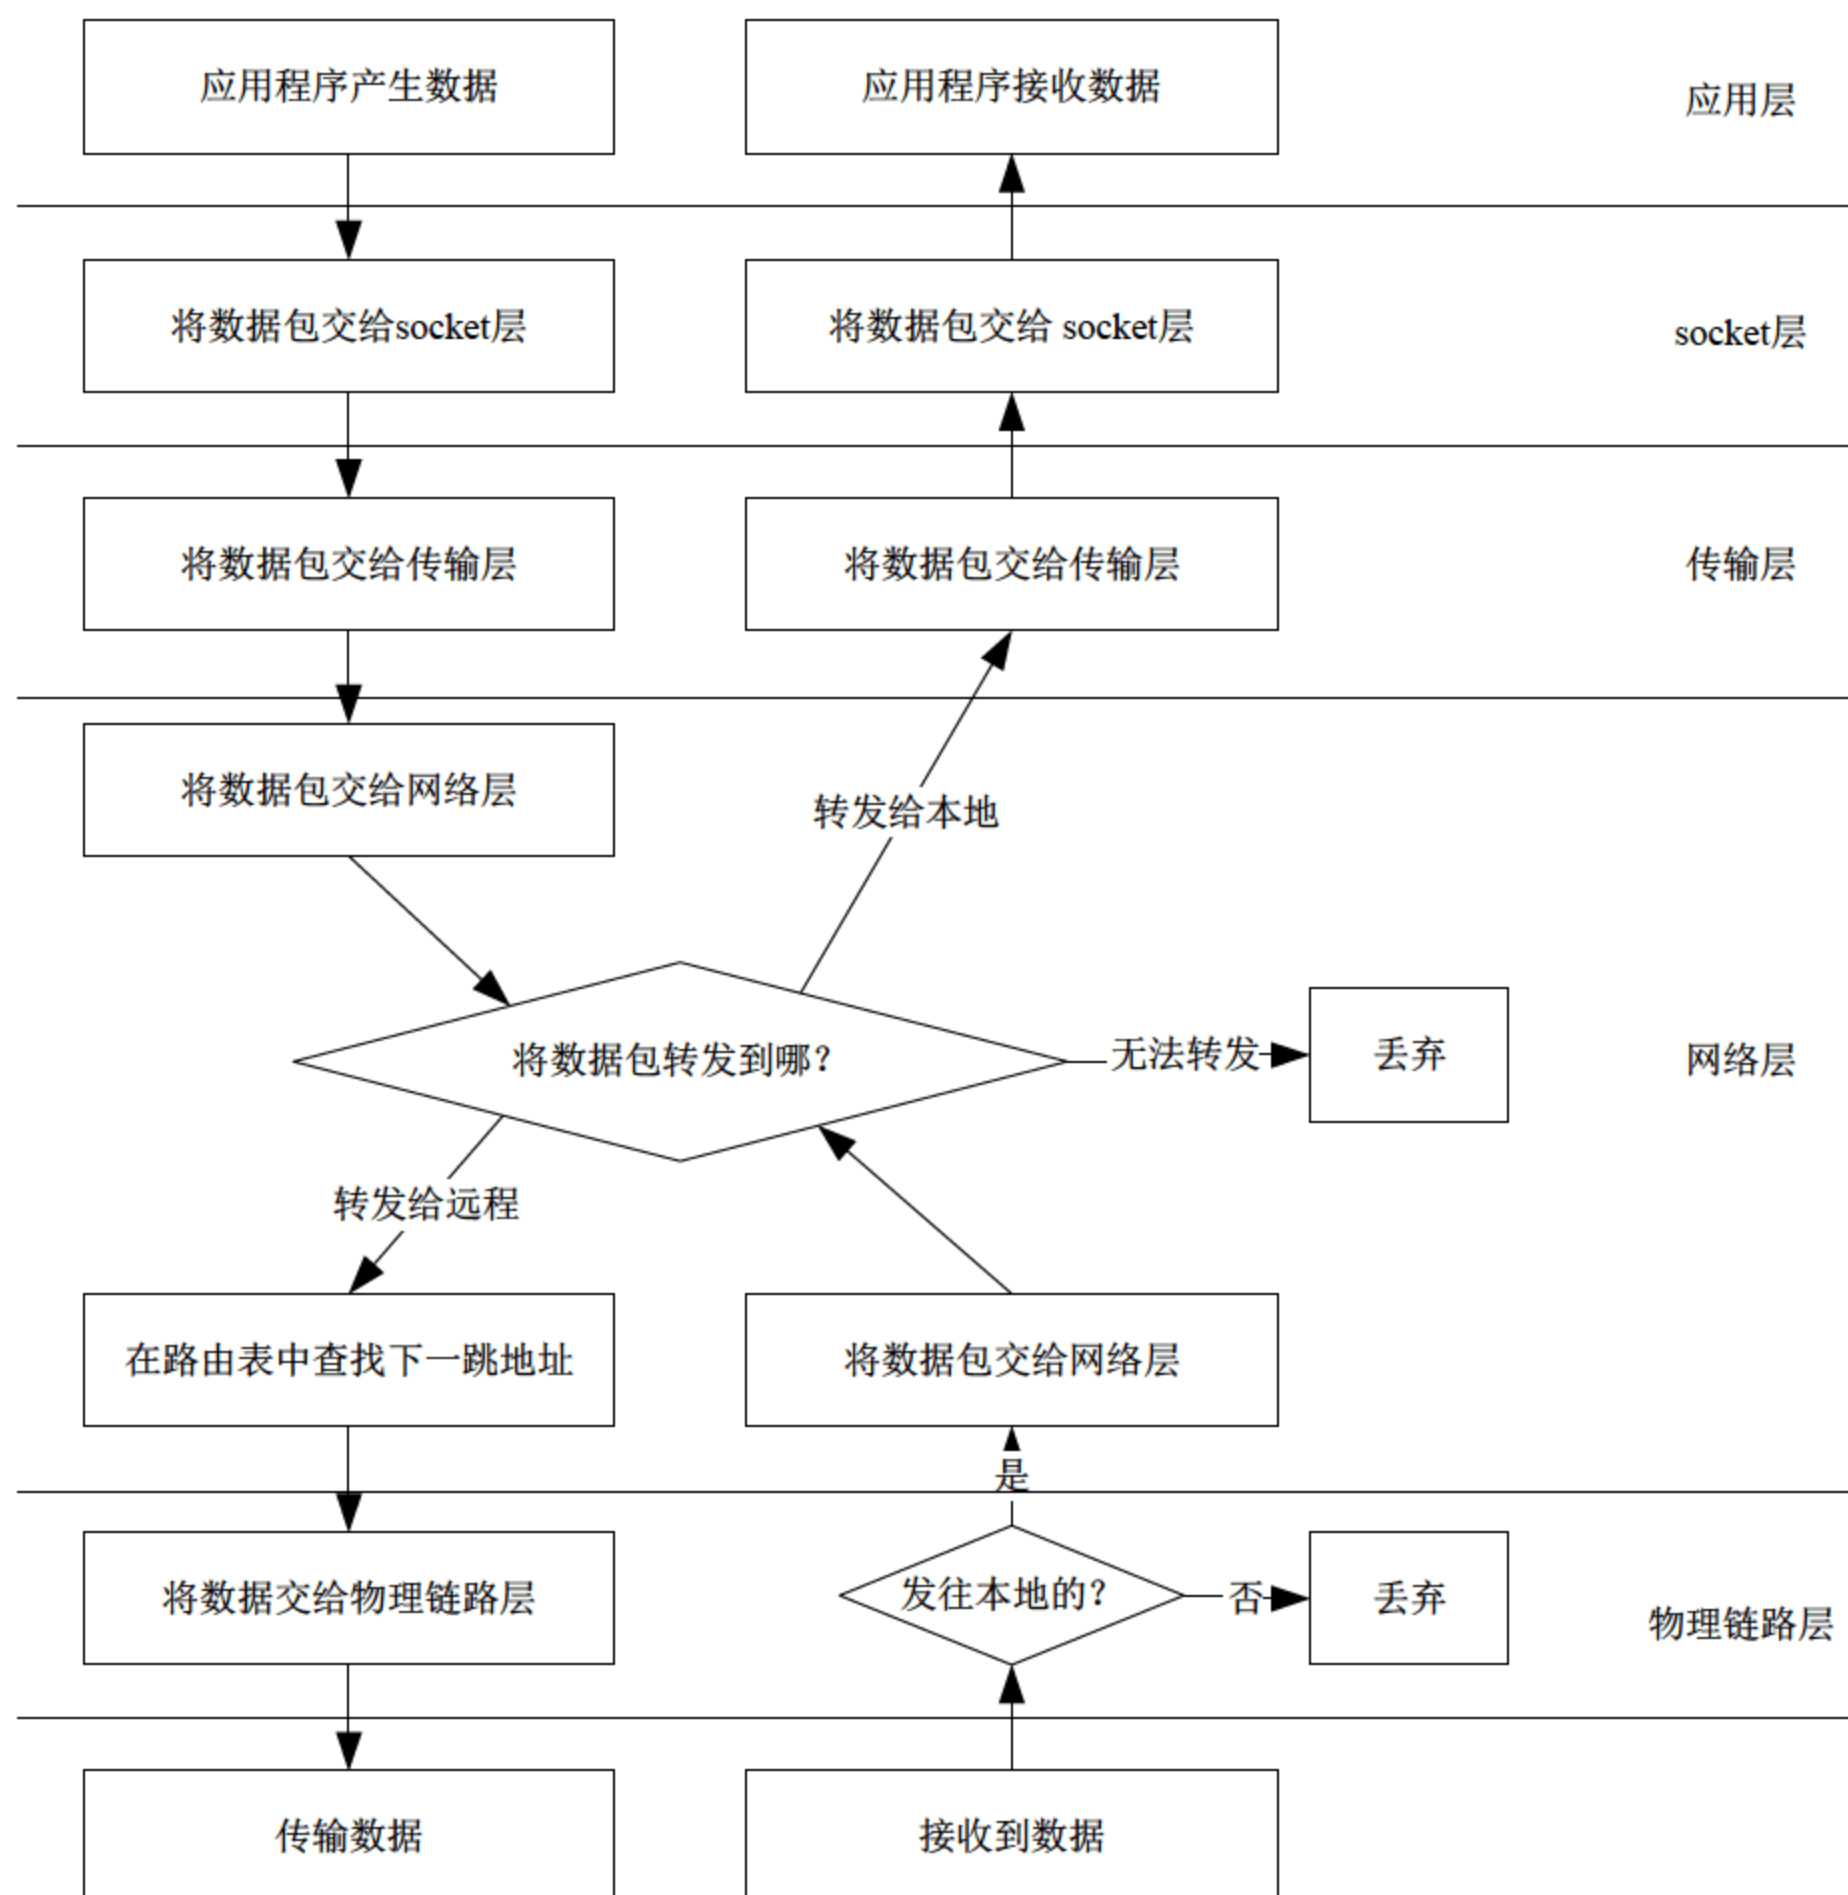 应用程序产生数据
应用程序接收数据
应用层
将数据包交给socket层
将数据包交给 socket层
socket层
将数据包交给传输层
将数据包交给传输层
传输层
将数据包交给网络层
转发给本地
将数据包转发到哪?
无法转发
丢弃
网络层
转发给远程
在路由表中查找下一跳地址
将数据包交给网络层
是
将数据交给物理链路层
发往本地的?
否
丢弃
物理链路层
传输数据
接收到数据